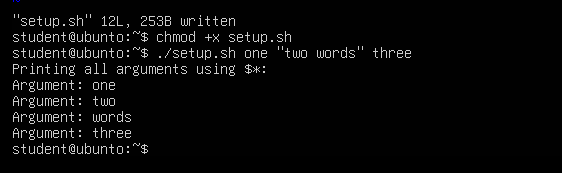 "setup.sh" 12L, 253B written
student@ubunto:~$ chmod +x setup.sh
student@ubunto:~$ ./setup.sh one "two words" three
Printing all arguments using $*:
Argument: one
Argument: two
Argument: words
Argument: three
student@ubunto:~$